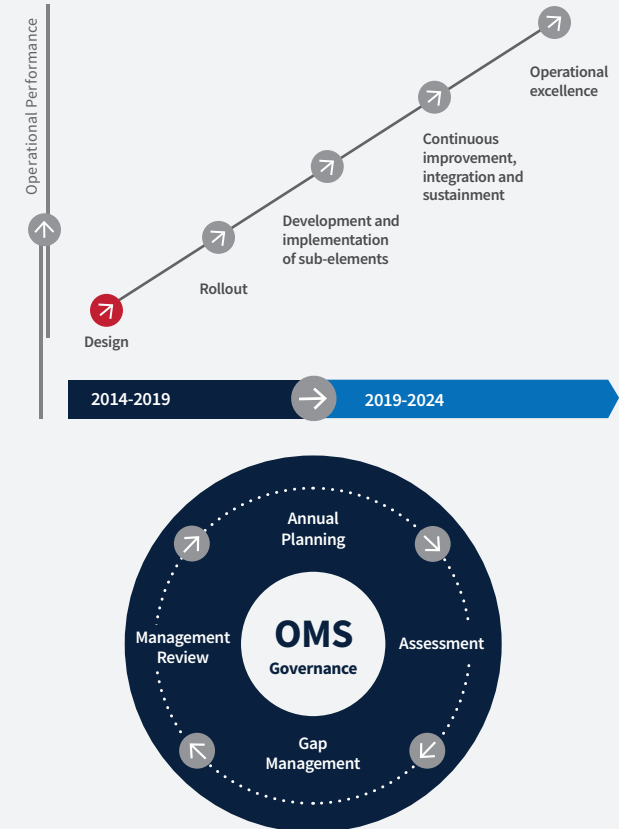 Operational Performance
Operational
excellence
Continuous
improvement,
integration and
sustainment
Development and
implementation
of sub-elements
Rollout
Design
2014-2019
2019-2024
Annual
Planning
Management
Review
OMS
Governance
Assessment
Gap
Management